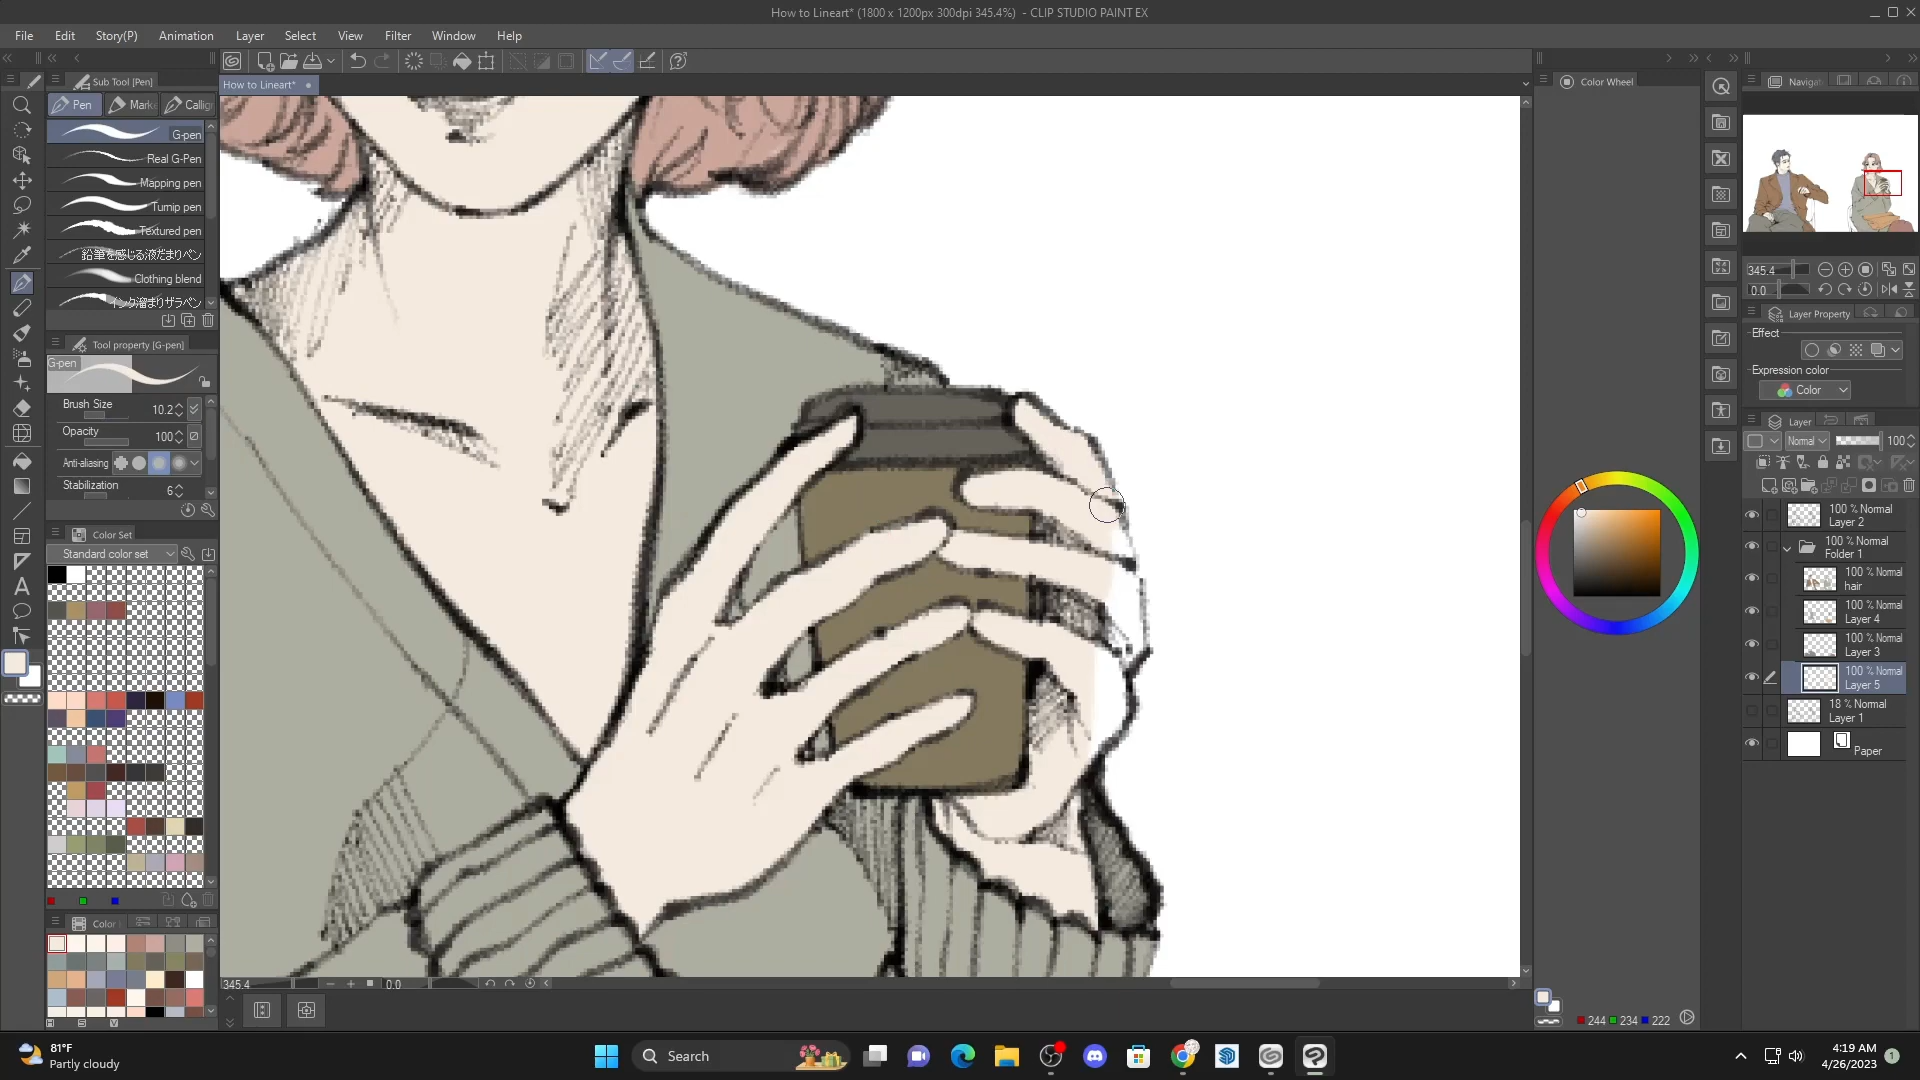 How to Lineart* (1800 x 1200px 300dpi 345.4%) - CLIP STUDIO PAINT EX
File Edit Story(P) Animation Layer Select View Filter Window Help
Sub Tool [Pen]
How to Lineart*
Color Wheel
Pen
G-pen
Real G-Pen
Mapping pen
Turnip pen
Textured pen
鉛筆を感じる液だまりペン
Clothing blend
インク溜まりザラペン
Tool property [G-pen]
G-pen
Brush Size 10.2
Opacity 100
Anti-aliasing
Stabilization 6
Color Set
Standard color set
Color
345.4
0.0
345.4
0.0
Layer Property
Effect
Expression color
Color
Layer
Normal 100
100 % Normal
Layer 2
100 % Normal
Folder 1
100 % Normal
hair
100 % Normal
Layer 4
100 % Normal
Layer 3
100 % Normal
Layer 5
18 % Normal
Layer 1
Paper
244 234 222
81°F
Partly cloudy
Search
4:19 AM
4/26/2023
1